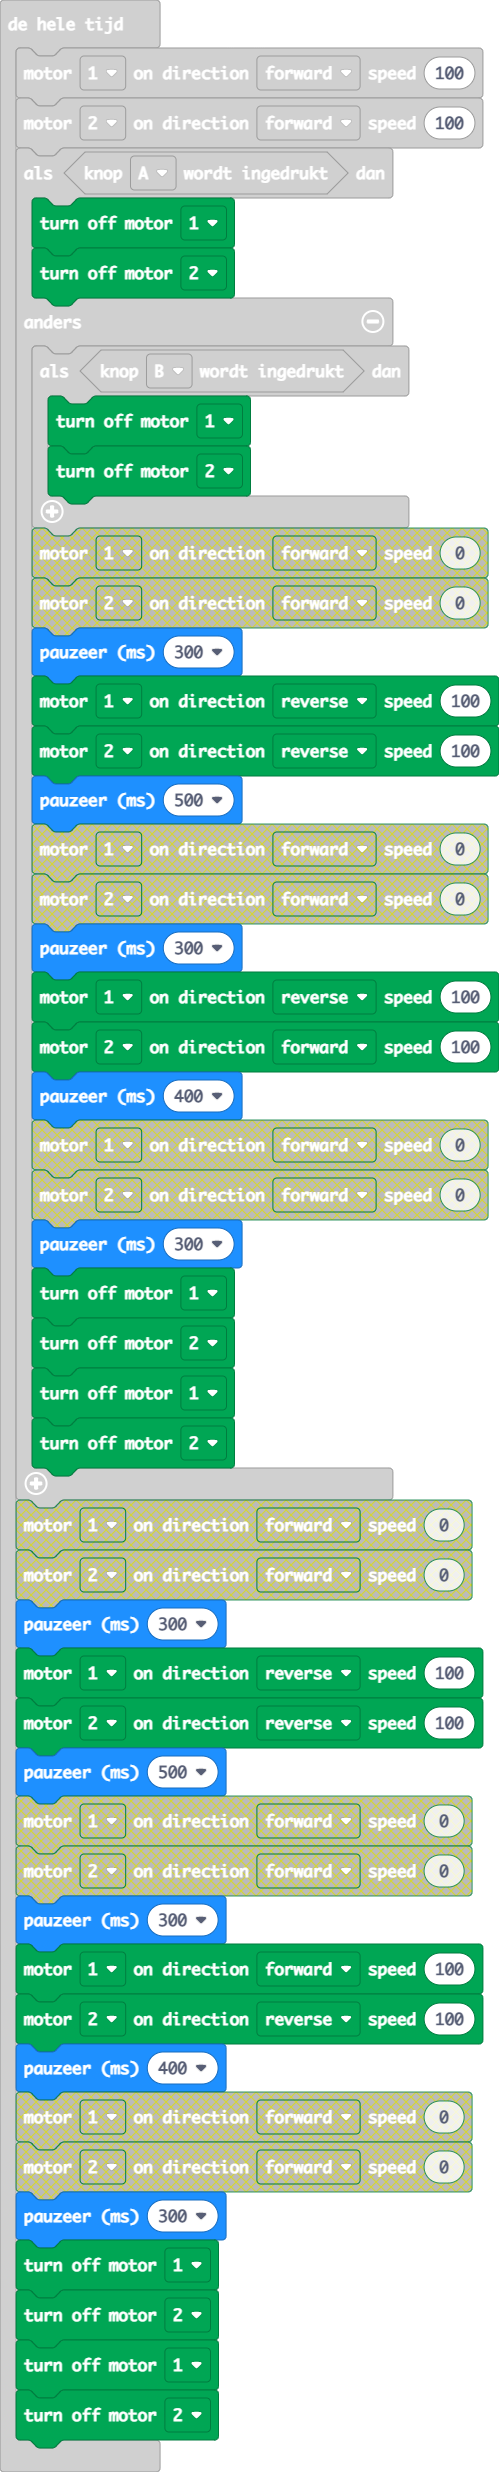 de hele tijd
motor 1 on direction forward speed 100
motor 2 on direction forward speed 100
als knop A wordt ingedrukt dan
turn off motor 1
turn off motor 2
anders
als knop B wordt ingedrukt dan
turn off motor 1
turn off motor 2
motor 1 on direction forward speed 0
motor 2 on direction forward speed 0
pauzeer (ms) 300
motor 1 on direction reverse speed 100
motor 2 on direction reverse speed 100
pauzeer (ms) 500
motor 1 on direction forward speed 0
motor 2 on direction forward speed 0
pauzeer (ms) 300
motor 1 on direction reverse speed 100
motor 2 on direction forward speed 100
pauzeer (ms) 400
motor 1 on direction forward speed 0
motor 2 on direction forward speed 0
pauzeer (ms) 300
turn off motor 1
turn off motor 2
turn off motor 1
turn off motor 2
motor 1 on direction forward speed 0
motor 2 on direction forward speed 0
pauzeer (ms) 300
motor 1 on direction reverse speed 100
motor 2 on direction reverse speed 100
pauzeer (ms) 500
motor 1 on direction forward speed 0
motor 2 on direction forward speed 0
pauzeer (ms) 300
motor 1 on direction forward speed 100
motor 2 on direction reverse speed 100
pauzeer (ms) 400
motor 1 on direction forward speed 0
motor 2 on direction forward speed 0
pauzeer (ms) 300
turn off motor 1
turn off motor 2
turn off motor 1
turn off motor 2